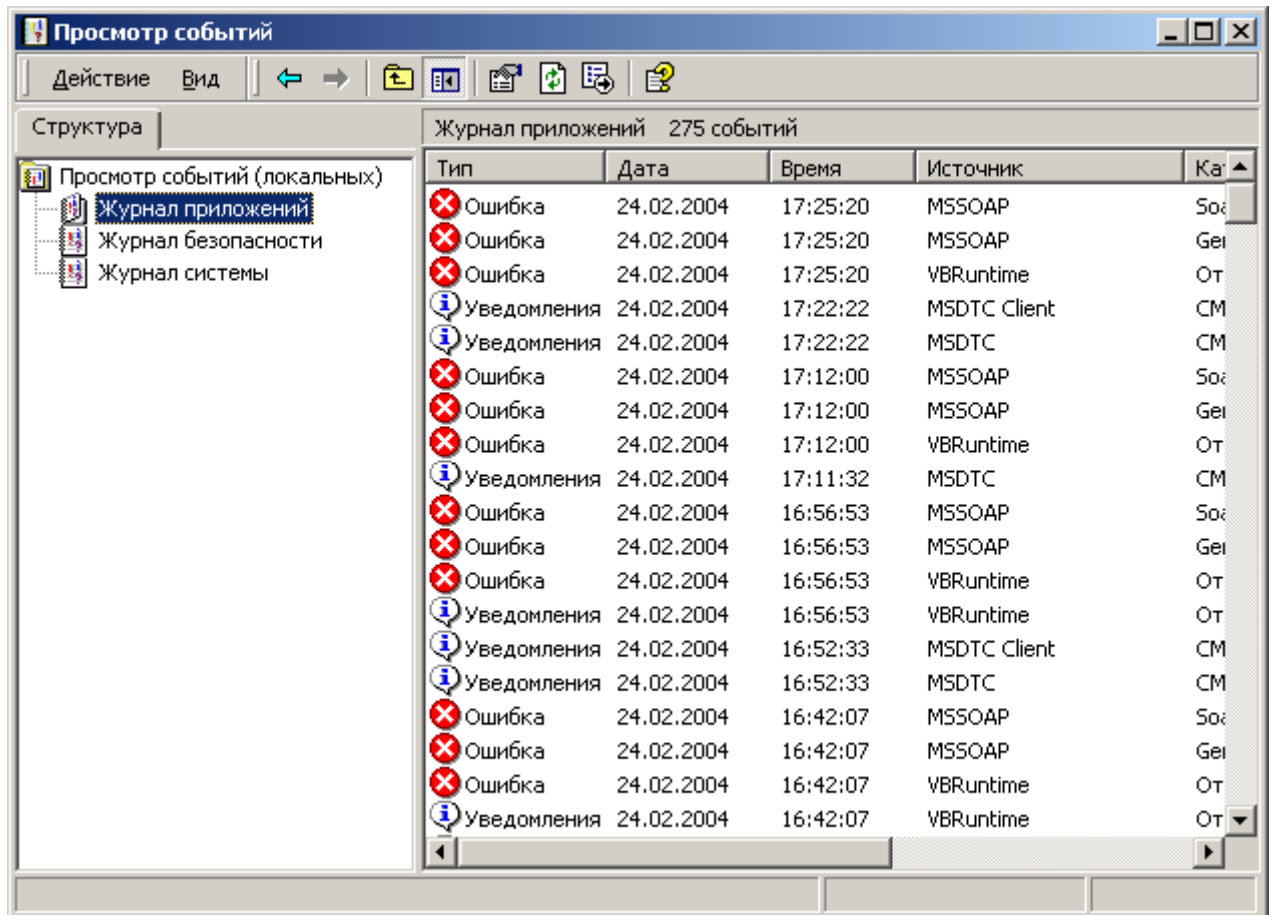 Просмотр событий
Действие Вид
Структура
Журнал приложений 275 событий
Просмотр событий (локальных)
Журнал приложений
Журнал безопасности
Журнал системы
Тип Дата Время Источник
Ошибка 24.02.2004 17:25:20 MSSOAP
Ошибка 24.02.2004 17:25:20 MSSOAP
Ошибка 24.02.2004 17:25:20 VBRuntime
Уведомления 24.02.2004 17:22:22 MSDTC Client
Уведомления 24.02.2004 17:22:22 MSDTC
Ошибка 24.02.2004 17:12:00 MSSOAP
Ошибка 24.02.2004 17:12:00 MSSOAP
Ошибка 24.02.2004 17:12:00 VBRuntime
Уведомления 24.02.2004 17:11:32 MSDTC
Ошибка 24.02.2004 16:56:53 MSSOAP
Ошибка 24.02.2004 16:56:53 MSSOAP
Ошибка 24.02.2004 16:56:53 VBRuntime
Уведомления 24.02.2004 16:56:53 VBRuntime
Уведомления 24.02.2004 16:52:33 MSDTC Client
Уведомления 24.02.2004 16:52:33 MSDTC
Ошибка 24.02.2004 16:42:07 MSSOAP
Ошибка 24.02.2004 16:42:07 MSSOAP
Ошибка 24.02.2004 16:42:07 VBRuntime
Уведомления 24.02.2004 16:42:07 VBRuntime